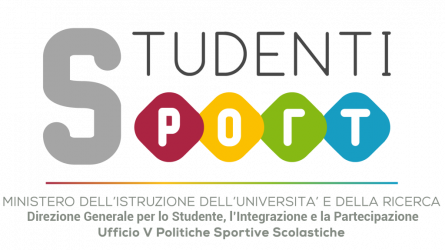 STUDENTI
SPORT
MINISTERO DELL'ISTRUZIONE DELL'UNIVERSITA' E DELLA RICERCA
Direzione Generale per lo Studente, l'Integrazione e la Partecipazione
Ufficio V Politiche Sportive Scolastiche